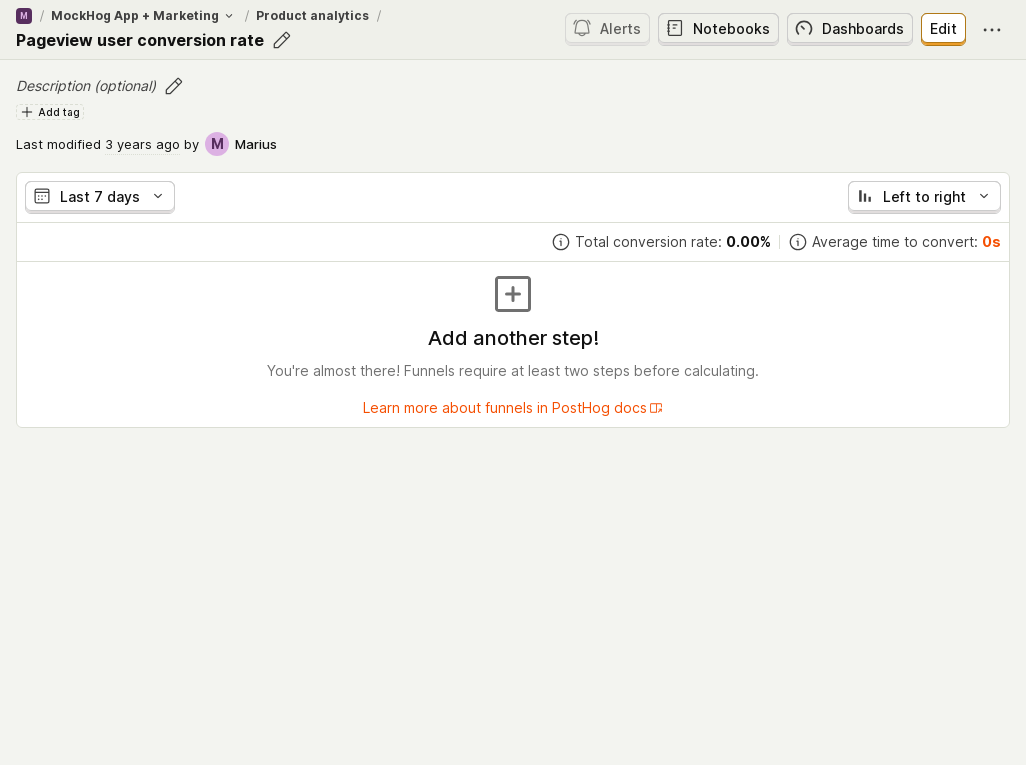 M / MockHog App + Marketing / Product analytics /
Pageview user conversion rate
Alerts Notebooks Dashboards Edit
Description (optional)
Add tag
Last modified 3 years ago by M Marius
Last 7 days Left to right
Total conversion rate: 0.00% Average time to convert: 0s
Add another step!
You're almost there! Funnels require at least two steps before calculating.
Learn more about funnels in PostHog docs